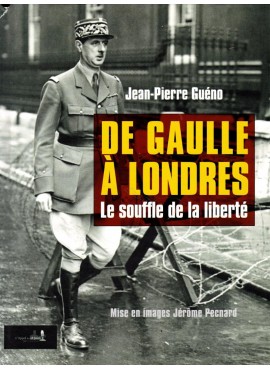 Jean-Pierre Guéno
DE GAULLE
À LONDRES
Le souffle de la liberté
Mise en images Jérôme Pecnard